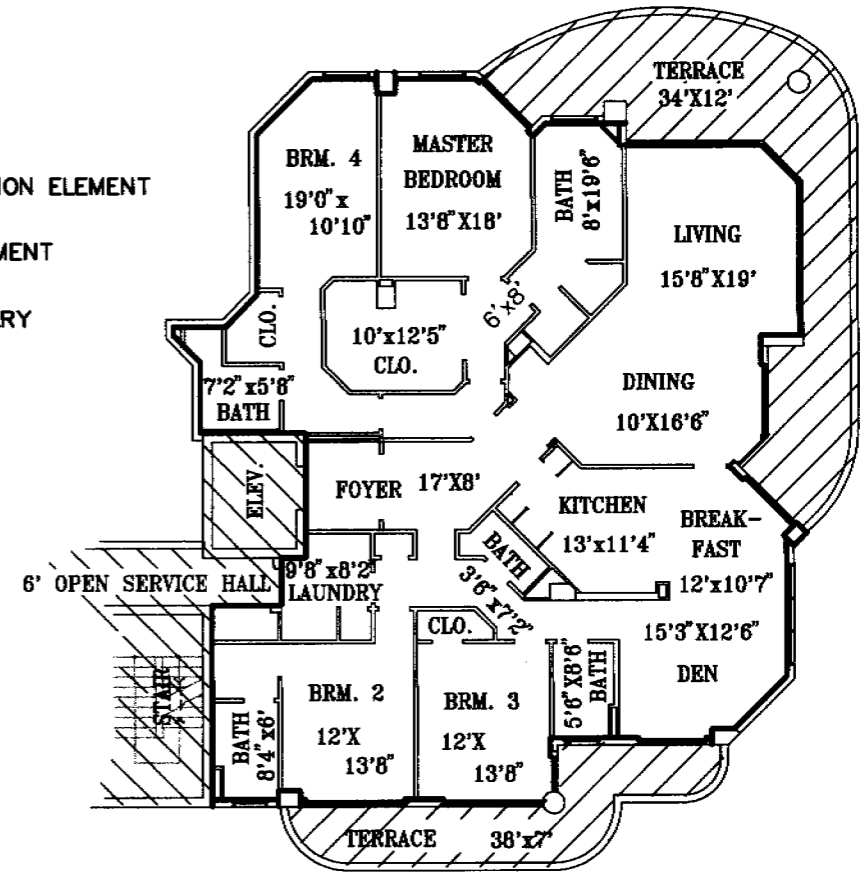 TERRACE
34'X12'
BRM. 4
19'0" x
10'10"
MASTER
BEDROOM
13'8"X18'
BATH
8'x19'6"
ION ELEMENT
MENT
RY
LIVING
15'8"X19'
6'x8'
CLO.
10'x12'5"
CLO.
7'2"x5'8"
BATH
DINING
10'X16'6"
ELEV.
FOYER 17'X8'
KITCHEN
13'x11'4"
BREAK-
FAST
12'x10'7"
BATH
3'6"x7'2"
6' OPEN SERVICE HALL
9'8"x8'2"
LAUNDRY
CLO.
15'3"X12'6"
DEN
5'6"X8'6"
BATH
STAIR
BRM. 2
12'X
13'8"
BRM. 3
12'X
13'8"
BATH
8'4"x6'
TERRACE 38'x7'